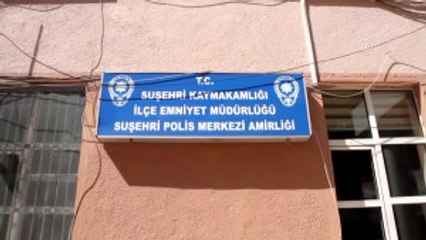 T.C.
SUŞEHRİ KAYMAKAMLIĞI
İLÇE EMNİYET MÜDÜRLÜĞÜ
SUŞEHRİ POLİS MERKEZİ AMİRLİĞİ